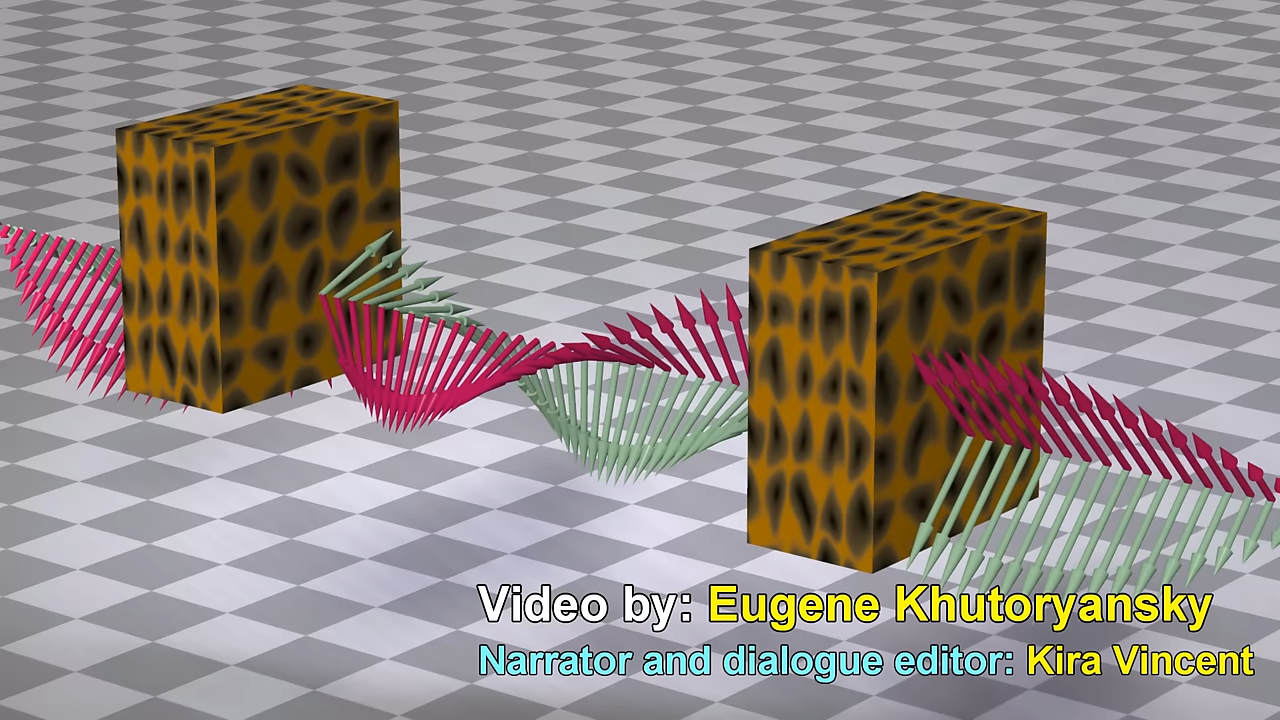 Video by: Eugene Khutoryansky
Narrator and dialogue editor: Kira Vincent